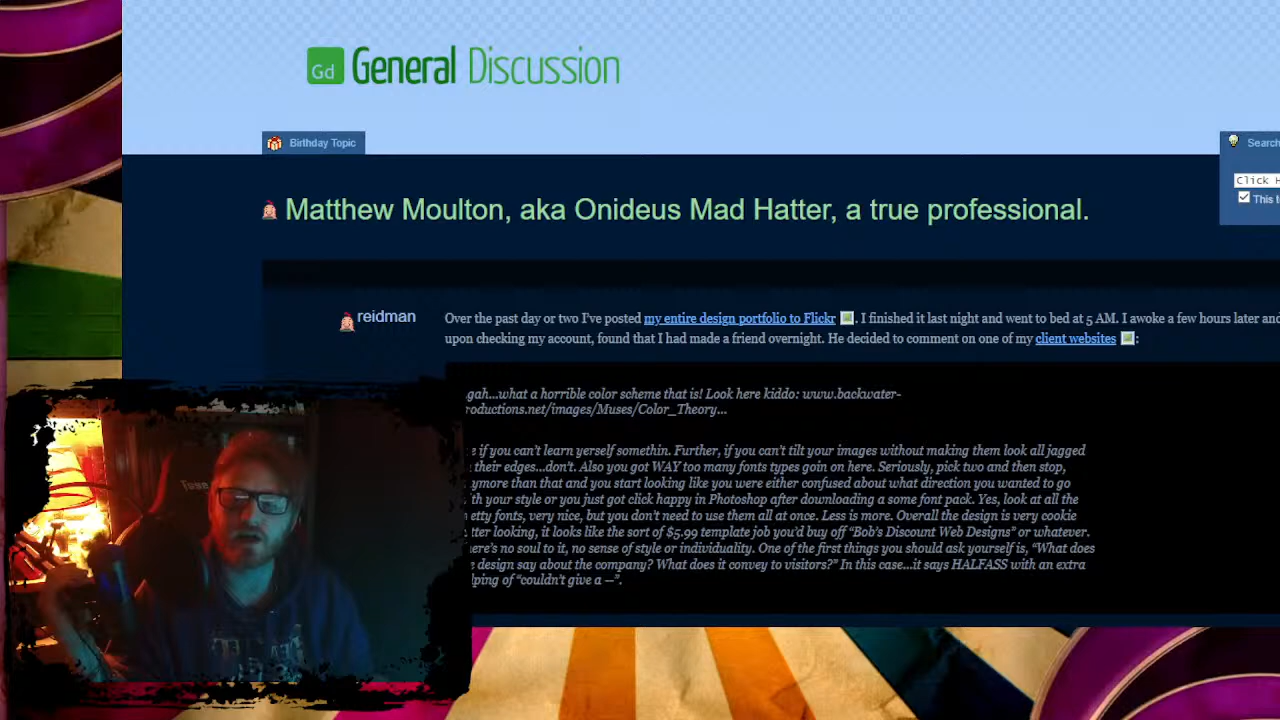 Gd General Discussion
Birthday Topic
Search
Click H
This t
Matthew Moulton, aka Onideus Mad Hatter, a true professional.
reidman
Over the past day or two I've posted my entire design portfolio to Flickr. I finished it last night and went to bed at 5 AM. I awoke a few hours later and
upon checking my account, found that I had made a friend overnight. He decided to comment on one of my client websites:
gah...what a horrible color scheme that is! Look here kiddo: www.backwater-
roductions.net/images/Muses/Color_Theory...
e if you can't learn yerself somethin. Further, if you can't tilt your images without making them look all jagged
their edges...don't. Also you got WAY too many fonts types goin on here. Seriously, pick two and then stop,
ymore than that and you start looking like you were either confused about what direction you wanted to go
th your style or you just got click happy in Photoshop after downloading a some font pack. Yes, look at all the
etty fonts, very nice, but you don't need to use them all at once. Less is more. Overall the design is very cookie
tter looking, it looks like the sort of $5.99 template job you'd buy off "Bob's Discount Web Designs" or whatever.
here's no soul to it, no sense of style or individuality. One of the first things you should ask yourself is, "What does
e design say about the company? What does it convey to visitors?" In this case...it says HALFASS with an extra
lping of "couldn't give a --".